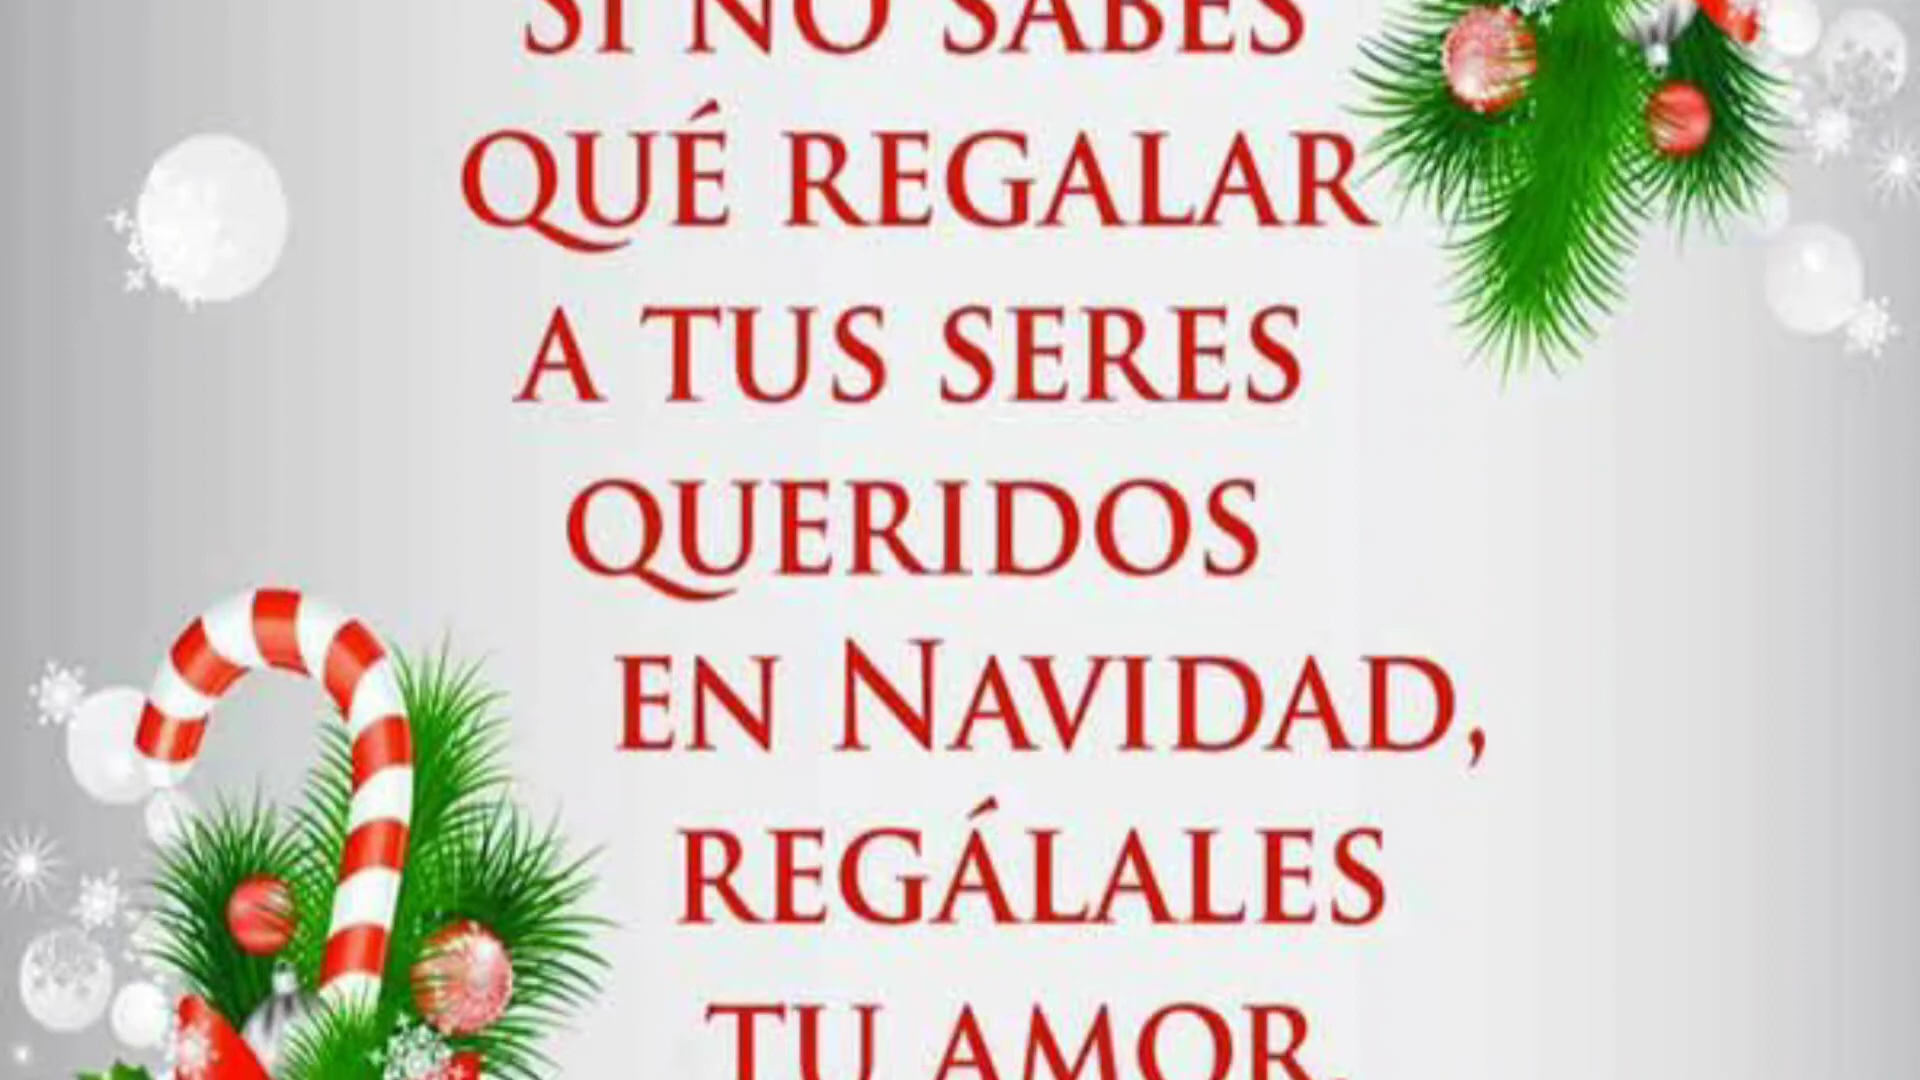 SI NO SABES
QUÉ REGALAR
A TUS SERES
QUERIDOS
EN NAVIDAD,
REGÁLALES
TU AMOR.